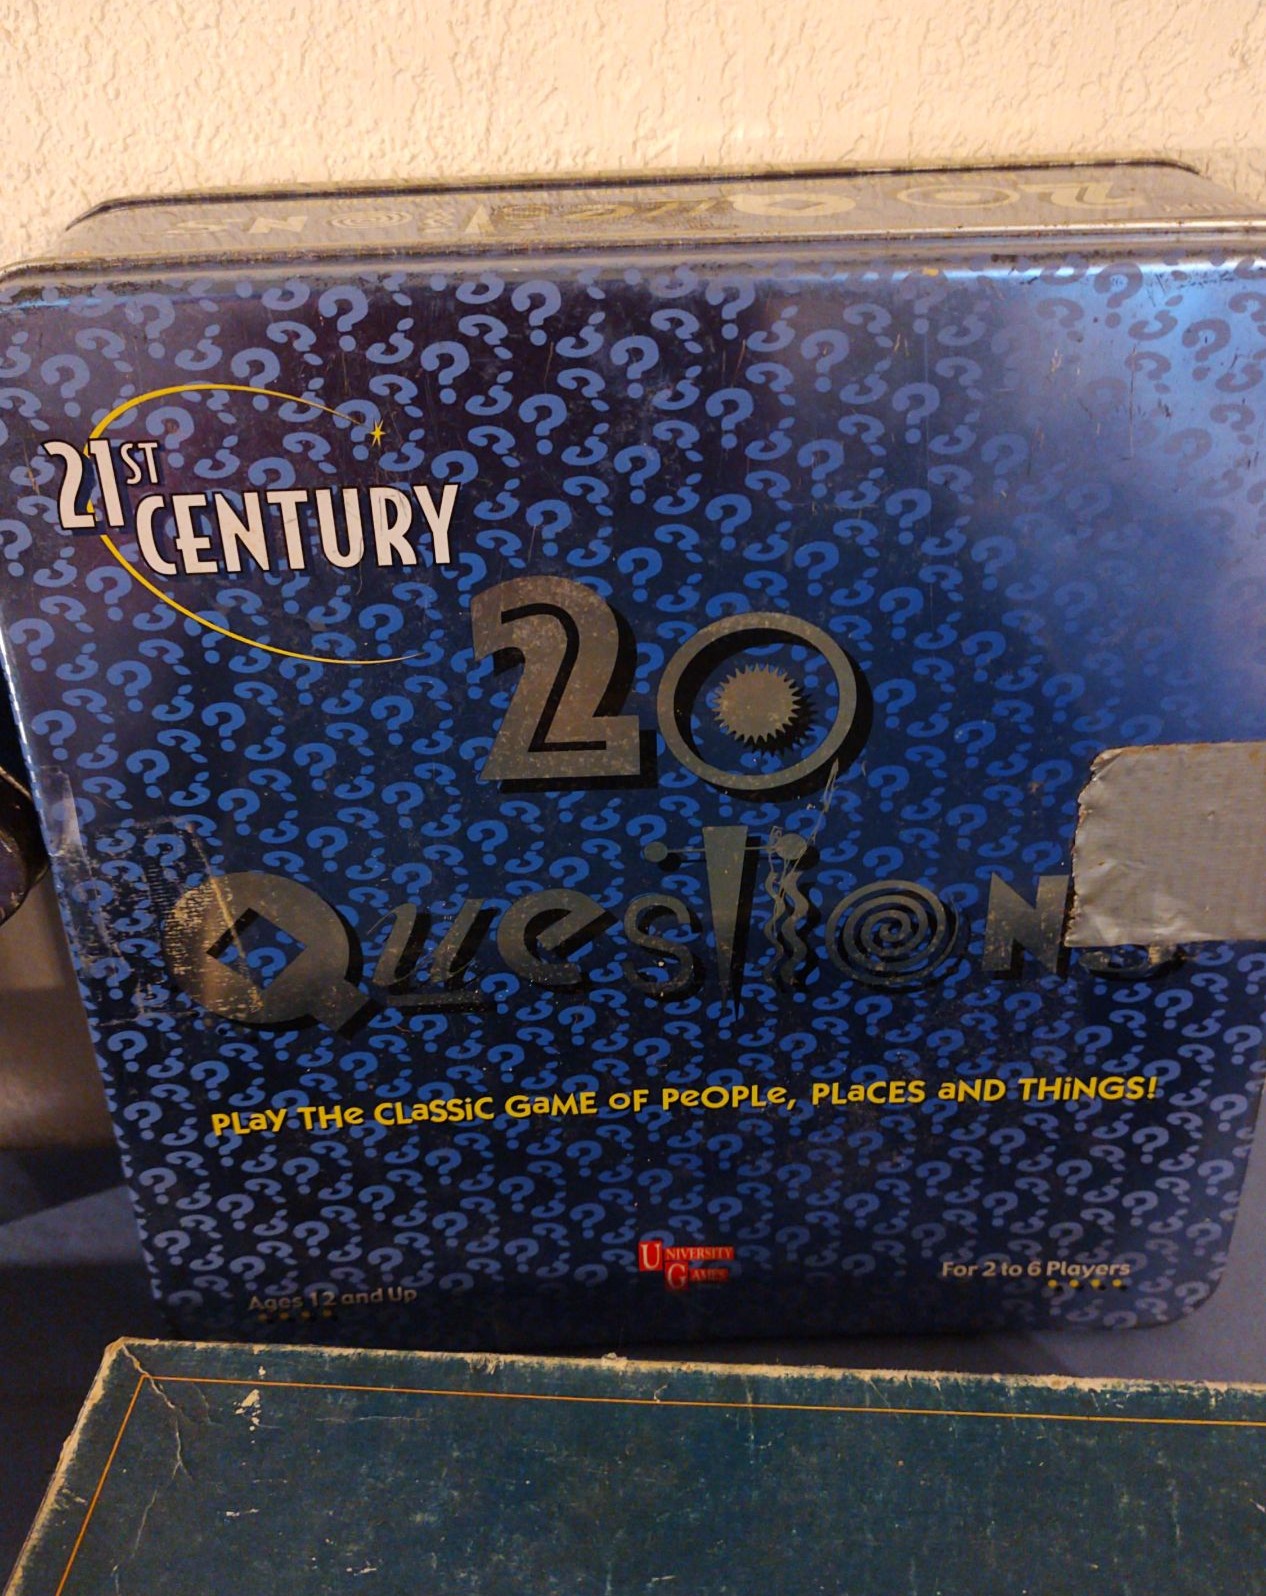 21ST
CENTURY
20
QuesTiON
PLay THe CLaSSiC GaME OF PeOPLe, PLaCES aND THiNGS!
UNIVERSITY
GAMES
For 2 to 6 Players
Ages 12 and Up